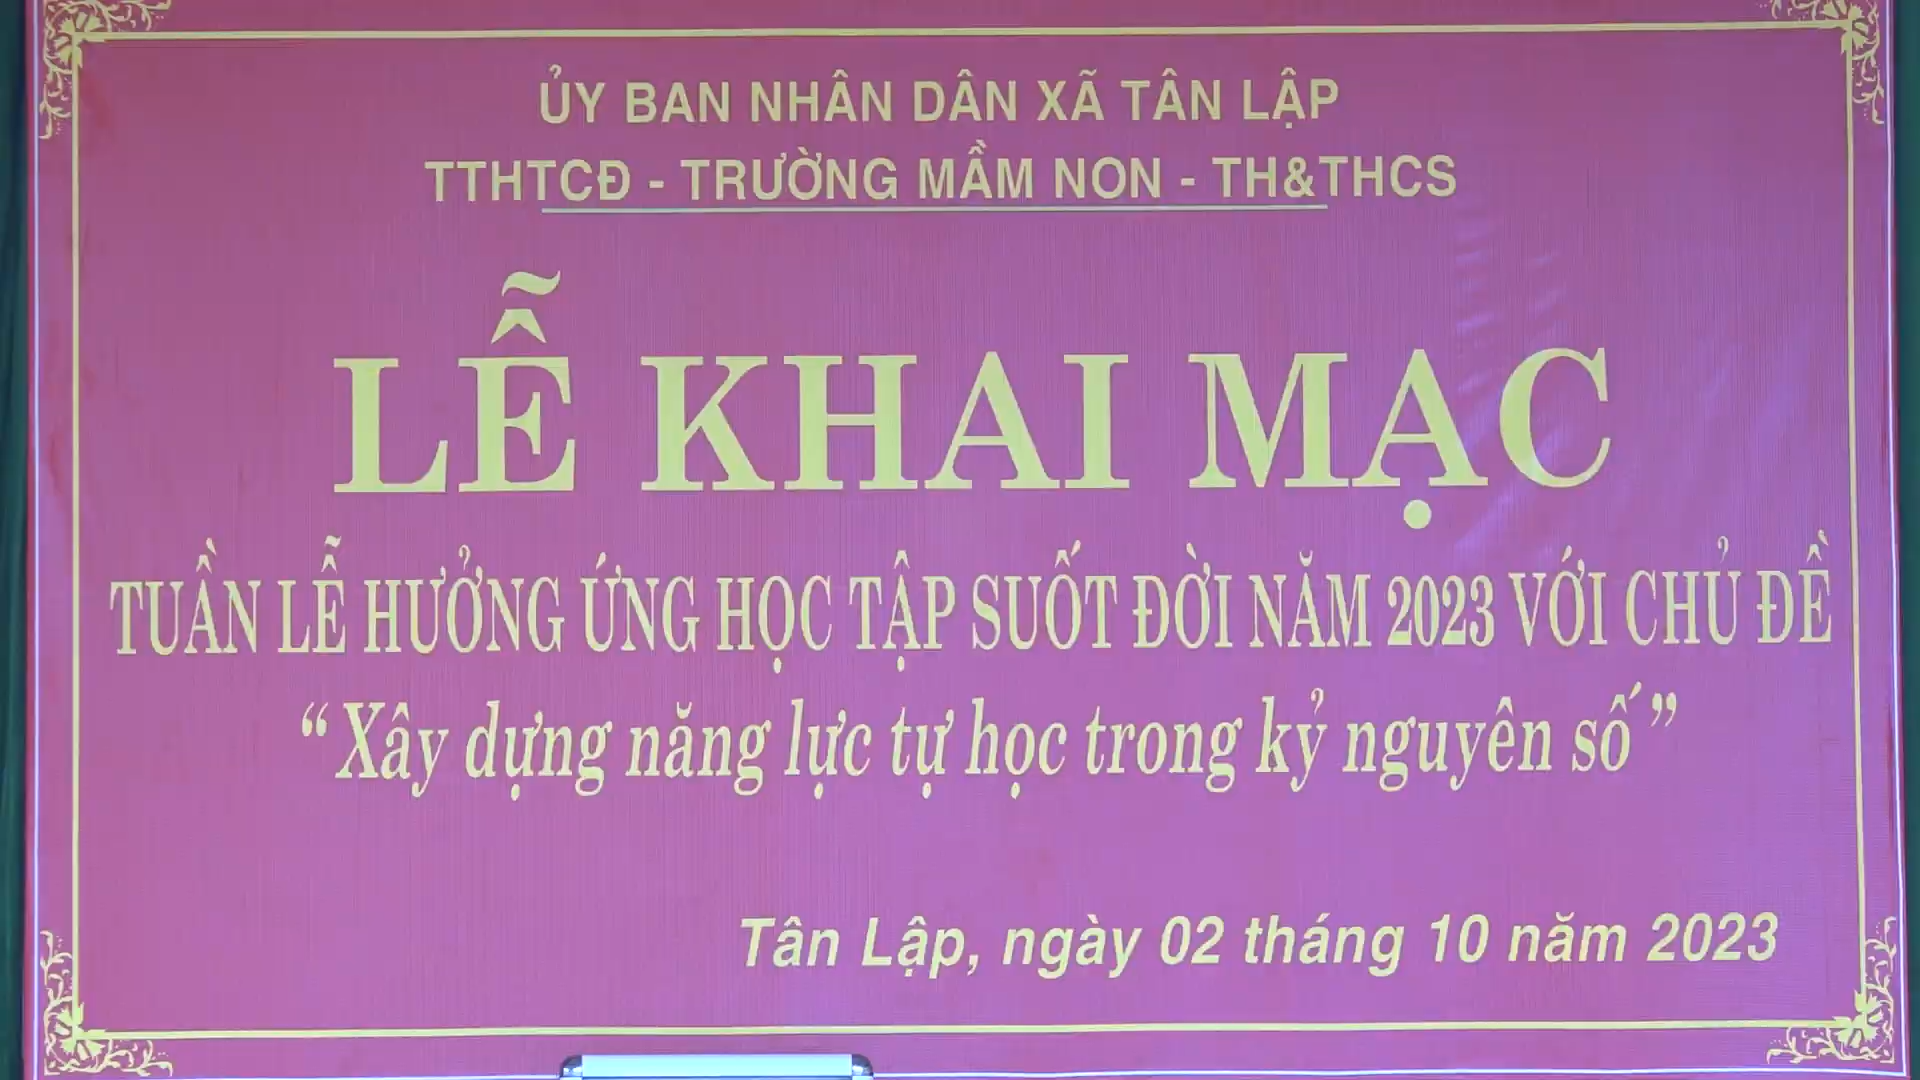 ỦY BAN NHÂN DÂN XÃ TÂN LẬP
TTHTCĐ - TRƯỜNG MẦM NON - TH&THCS
LỄ KHAI MẠC
TUẦN LỄ HƯỞNG ỨNG HỌC TẬP SUỐT ĐỜI NĂM 2023 VỚI CHỦ ĐỀ
“ Xây dựng năng lực tự học trong kỷ nguyên số ”
Tân Lập, ngày 02 tháng 10 năm 2023